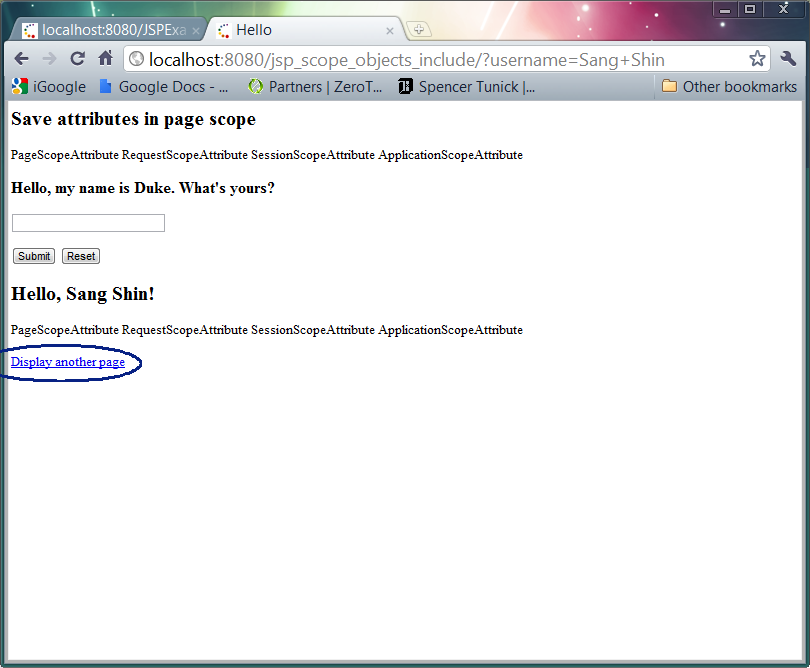 localhost:8080/JSPExa
Hello
localhost:8080/jsp_scope_objects_include/?username=Sang+Shin
iGoogle Google Docs - ... Partners | ZeroT... Spencer Tunick |... Other bookmarks
Save attributes in page scope
PageScopeAttribute RequestScopeAttribute SessionScopeAttribute ApplicationScopeAttribute
Hello, my name is Duke. What's yours?
Submit Reset
Hello, Sang Shin!
PageScopeAttribute RequestScopeAttribute SessionScopeAttribute ApplicationScopeAttribute
Display another page